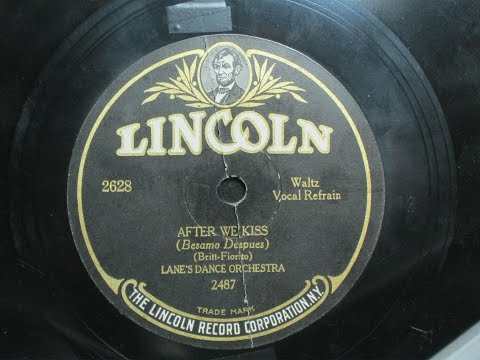 LINCOLN
2628
Waltz
Vocal Refrain
AFTER WE KISS
(Besamo Despues)
(Britt-Fiorito)
LANE'S DANCE ORCHESTRA
2487
TRADE MARK
THE LINCOLN RECORD CORPORATION.N.Y.